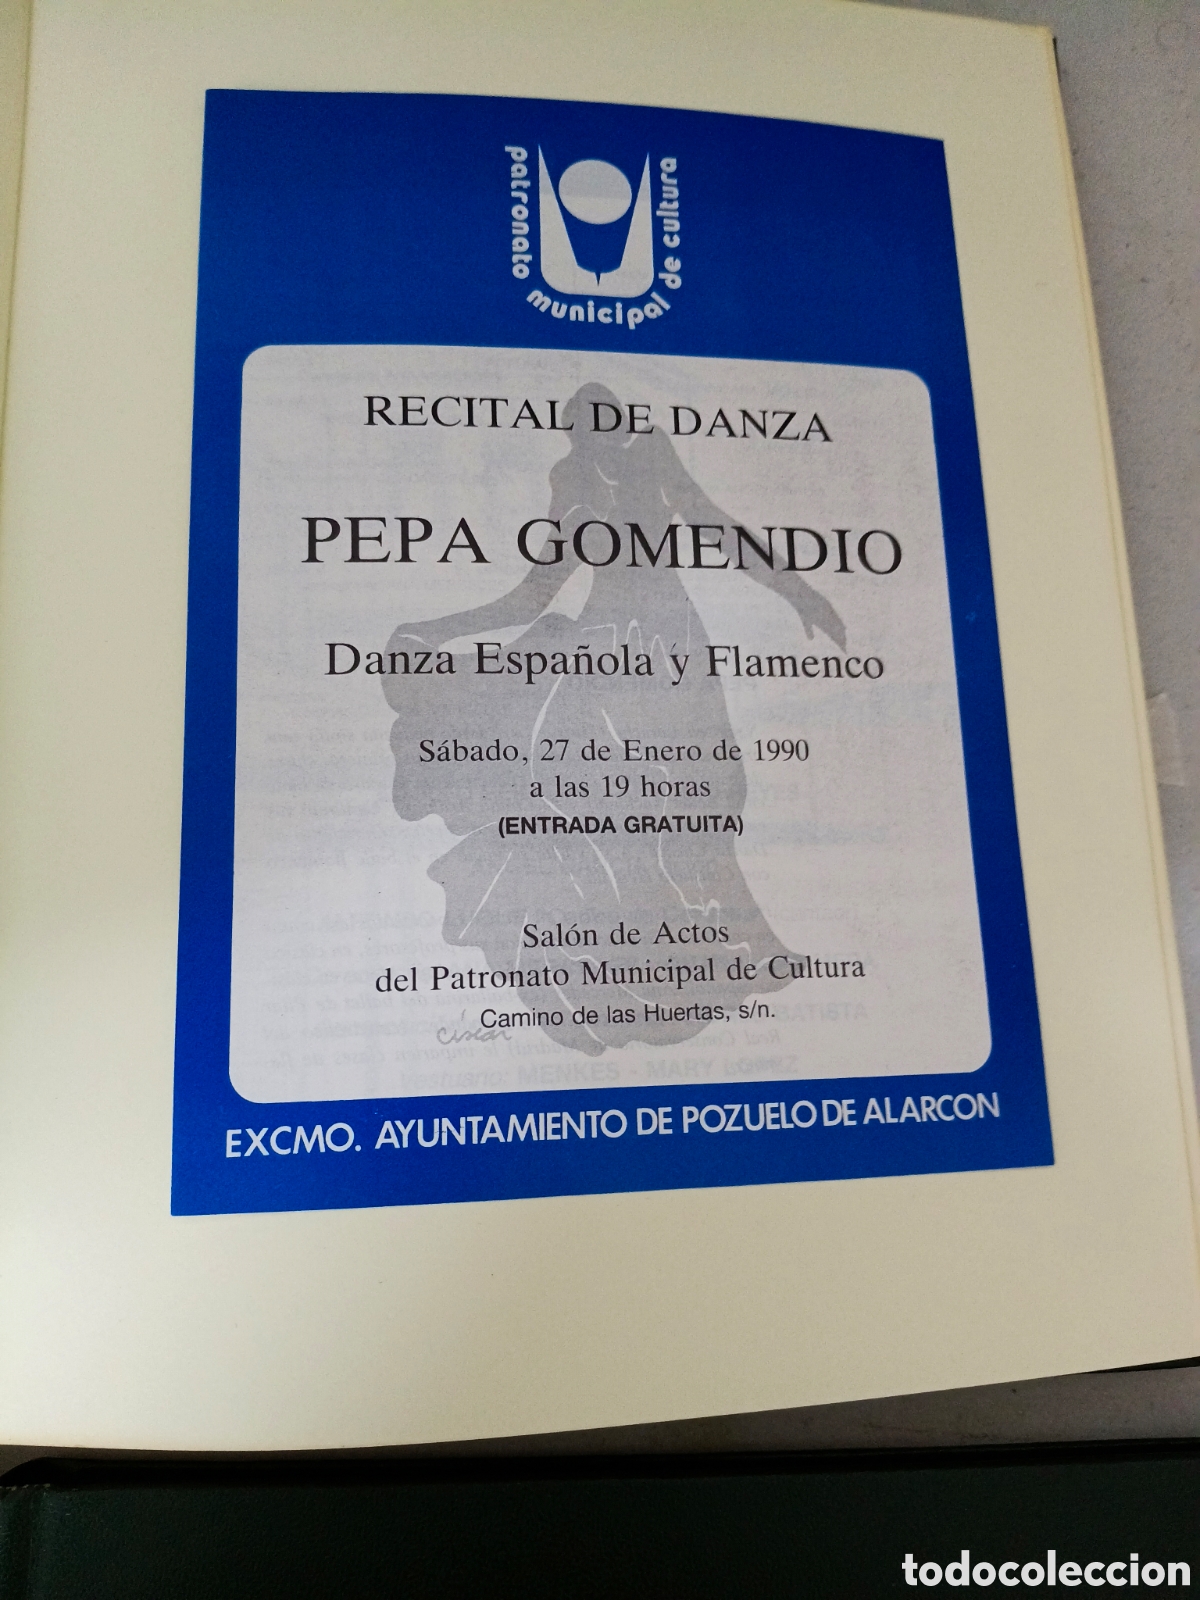 patronato municipal de cultura
RECITAL DE DANZA
PEPA GOMENDIO
Danza Española y Flamenco
Sábado, 27 de Enero de 1990
a las 19 horas
(ENTRADA GRATUITA)
Salón de Actos
del Patronato Municipal de Cultura
Camino de las Huertas, s/n.
EXCMO. AYUNTAMIENTO DE POZUELO DE ALARCON
todocoleccion